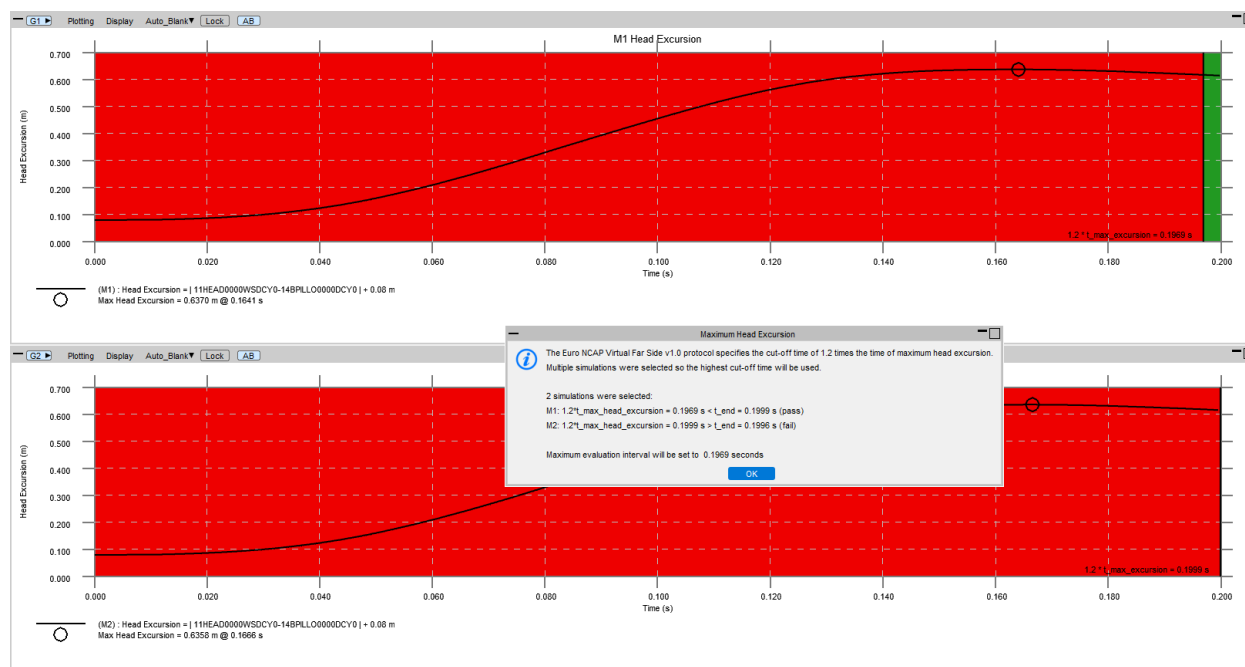 G1 ▶ Plotting Display Auto_Blank▼ Lock AB
M1 Head Excursion
0.700
0.600
0.500
0.400
0.300
0.200
0.100
0.000
Head Excursion (m)
1.2 * t_max_excursion = 0.1969 s
0.000 0.020 0.040 0.060 0.080 0.100 0.120 0.140 0.160 0.180 0.200
Time (s)
(M1) : Head Excursion = | 11HEAD0000WSDCY0-14BPILLO0000DCY0 | + 0.08 m
Max Head Excursion = 0.6370 m @ 0.1641 s
Maximum Head Excursion
The Euro NCAP Virtual Far Side v1.0 protocol specifies the cut-off time of 1.2 times the time of maximum head excursion.
Multiple simulations were selected so the highest cut-off time will be used.
2 simulations were selected:
M1: 1.2*t_max_head_excursion = 0.1969 s < t_end = 0.1999 s (pass)
M2: 1.2*t_max_head_excursion = 0.1999 s > t_end = 0.1996 s (fail)
Maximum evaluation interval will be set to 0.1969 seconds
OK
G2 ▶ Plotting Display Auto_Blank▼ Lock AB
0.700
0.600
0.500
0.400
0.300
0.200
0.100
0.000
Head Excursion (m)
1.2 * t_max_excursion = 0.1999 s
0.000 0.020 0.040 0.060 0.080 0.100 0.120 0.140 0.160 0.180 0.200
Time (s)
(M2) : Head Excursion = | 11HEAD0000WSDCY0-14BPILLO0000DCY0 | + 0.08 m
Max Head Excursion = 0.6358 m @ 0.1666 s